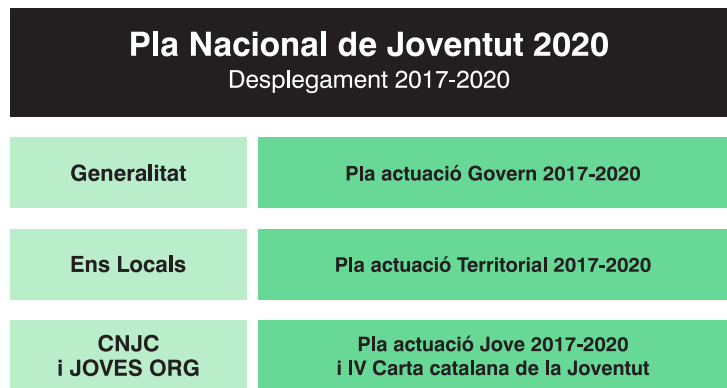 Pla Nacional de Joventut 2020
Desplegament 2017-2020
Generalitat
Pla actuació Govern 2017-2020
Ens Locals
Pla actuació Territorial 2017-2020
CNJC
i JOVES ORG
Pla actuació Jove 2017-2020
i IV Carta catalana de la Joventut